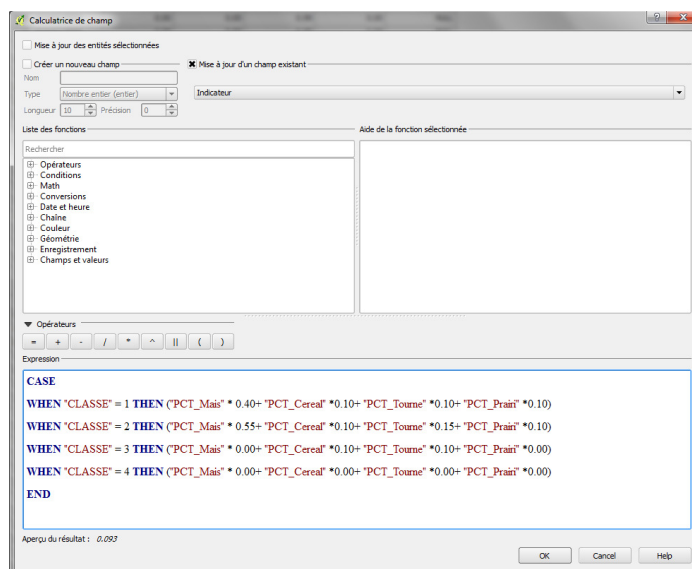 Calculatrice de champ
Mise à jour des entités sélectionnées
Créer un nouveau champ
Mise à jour d'un champ existant
Nom
Type Nombre entier (entier)
Indicateur
Longueur 10 Précision 0
Liste des fonctions
Aide de la fonction sélectionnée
Rechercher
Opérateurs
Conditions
Math
Conversions
Date et heure
Chaîne
Couleur
Géométrie
Enregistrement
Champs et valeurs
Opérateurs
= + - / * ^ || ( )
Expression
CASE
WHEN "CLASSE" = 1 THEN ("PCT_Mais" * 0.40+ "PCT_Cereal" *0.10+ "PCT_Tourne" *0.10+ "PCT_Prairi" *0.10)
WHEN "CLASSE" = 2 THEN ("PCT_Mais" * 0.55+ "PCT_Cereal" *0.10+ "PCT_Tourne" *0.15+ "PCT_Prairi" *0.10)
WHEN "CLASSE" = 3 THEN ("PCT_Mais" * 0.00+ "PCT_Cereal" *0.10+ "PCT_Tourne" *0.10+ "PCT_Prairi" *0.00)
WHEN "CLASSE" = 4 THEN ("PCT_Mais" * 0.00+ "PCT_Cereal" *0.00+ "PCT_Tourne" *0.00+ "PCT_Prairi" *0.00)
END
Aperçu du résultat : 0.093
OK Cancel Help